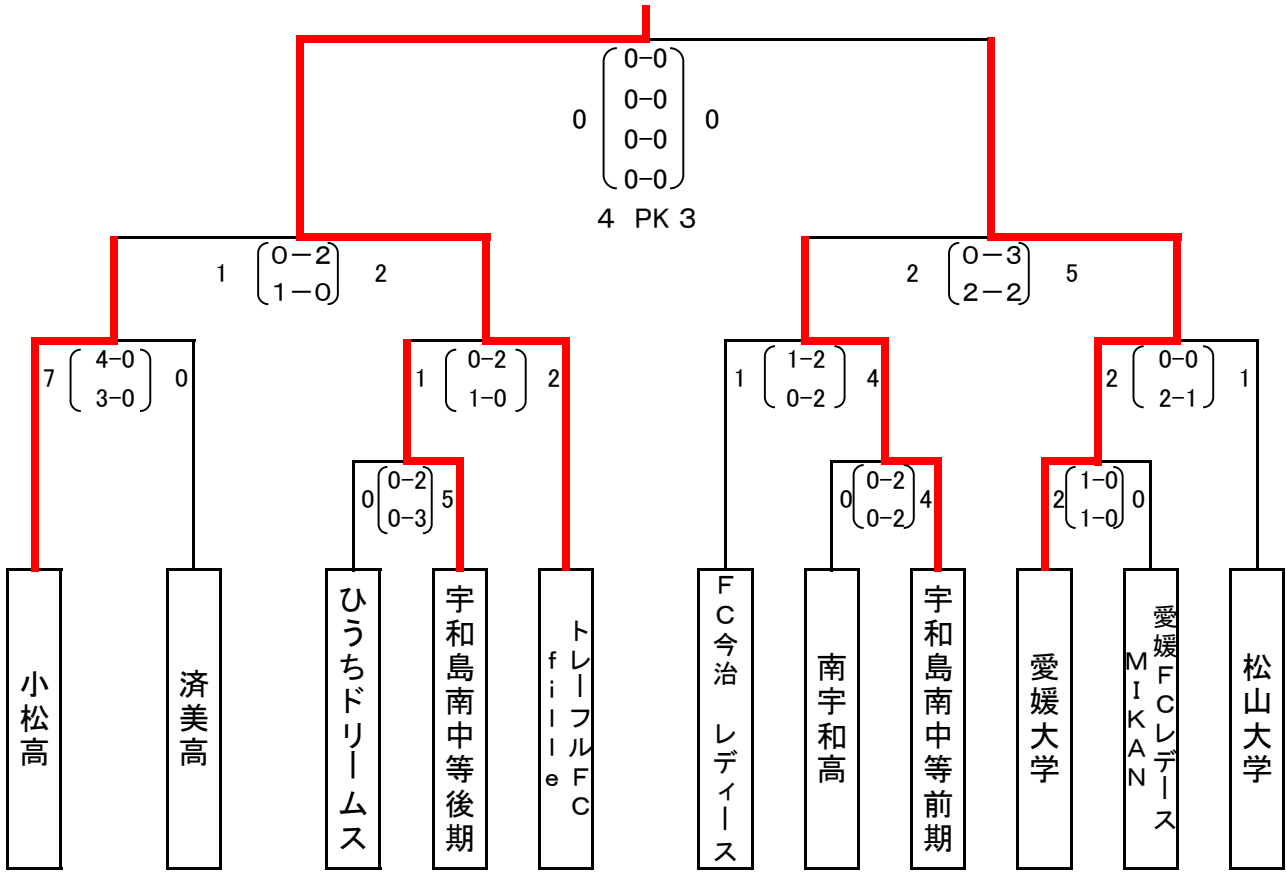 0-0
0-0
0 0
0-0
0-0
4 PK 3
1 0-2 2
1-0
2 0-3 5
2-2
7 4-0 0
3-0
1 0-2 2
1-0
1 1-2 4
0-2
2 0-0 1
2-1
0 0-2 5
0-3
0 0-2 4
0-2
2 1-0 0
1-0
小松高
済美高
ひうちドリームス
宇和島南中等後期
トレーフルFC
fille
FC今治 レディース
南宇和高
宇和島南中等前期
愛媛大学
愛媛FCレデース
MIKAN
松山大学